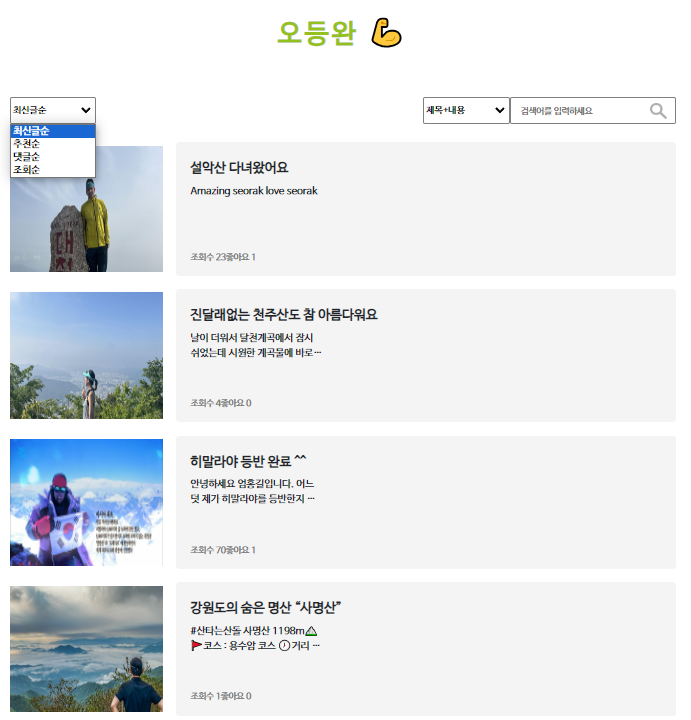 오등완 💪
최신글순
제목+내용
검색어를 입력하세요
최신글순
추천순
댓글순
조회순
설악산 다녀왔어요
Amazing seorak love seorak
조회수 23좋아요 1
진달래없는 천주산도 참 아름다워요
날이 더워서 달천계곡에서 잠시
쉬었는데 시원한 계곡물에 바로…
조회수 4좋아요 0
히말라야 등반 완료 ^^
안녕하세요 엄홍길입니다. 어느
덧 제가 히말라야를 등반한지 …
조회수 70좋아요 1
강원도의 숨은 명산 “사명산”
#산타는산돌 사명산 1198m
🚩코스 : 용수암 코스 🕖거리 …
조회수 1좋아요 0